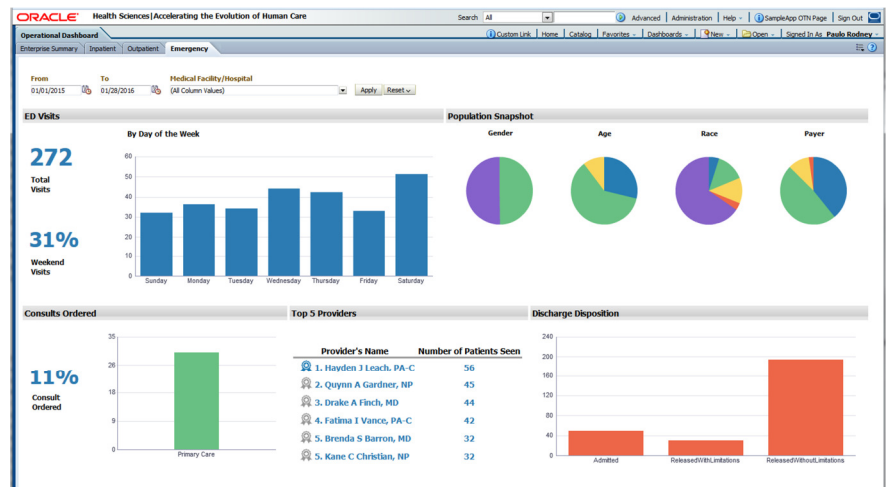 ORACLE Health Sciences|Accelerating the Evolution of Human Care Search All Advanced Administration Help SampleApp OTN Page Sign Out
Operational Dashboard Custom Link Home Catalog Favorites Dashboards New Open Signed In As Paulo Rodney
Enterprise Summary Inpatient Outpatient Emergency
From To Medical Facility/Hospital
01/01/2015 01/28/2016 (All Column Values) Apply Reset
ED Visits Population Snapshot
By Day of the Week Gender Age Race Payer
272
Total
Visits
31%
Weekend
Visits
60
50
40
30
20
10
0
Sunday Monday Tuesday Wednesday Thursday Friday Saturday
Consults Ordered Top 5 Providers Discharge Disposition
11%
Consult
Ordered
35
26
18
9
0
Primary Care
Provider's Name Number of Patients Seen
1. Hayden J Leach, PA-C 56
2. Quynn A Gardner, NP 45
3. Drake A Finch, MD 44
4. Fatima I Vance, PA-C 42
5. Brenda S Barron, MD 32
5. Kane C Christian, NP 32
240
200
160
120
80
40
0
Admitted ReleasedWithLimitations ReleasedWithoutLimitations